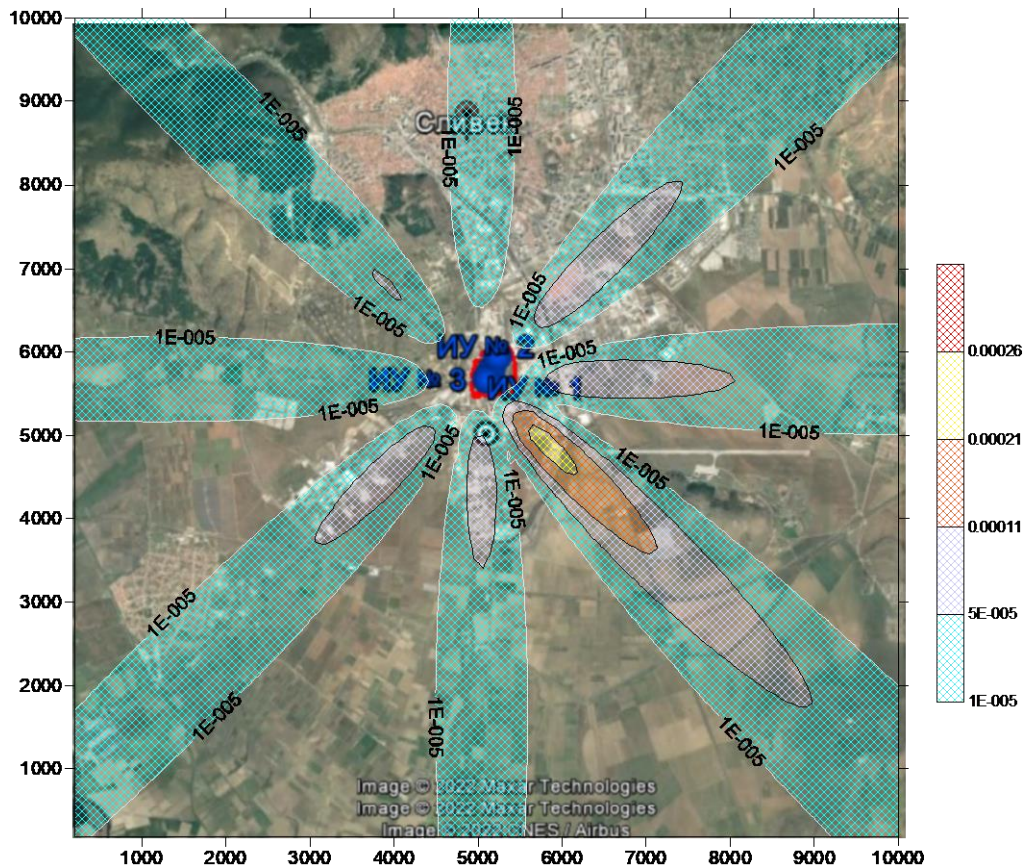 10000
9000
8000
7000
6000
5000
4000
3000
2000
1000
1000 2000 3000 4000 5000 6000 7000 8000 9000 10000
1E-005
1E-005
Сливен
1E-005
1E-005
1E-005
1E-005
1E-005
1E-005
ИУ № 2
1E-005
ИУ № 3
ИУ № 1
1E-005
1E-005
1E-005
1E-005
1E-005
1E-005
1E-005
1E-005
1E-005
Image © 2022 Maxar Technologies
Image © 2022 Maxar Technologies
Image © 2022 CNES / Airbus
0.00026
0.00021
0.00011
5E-005
1E-005